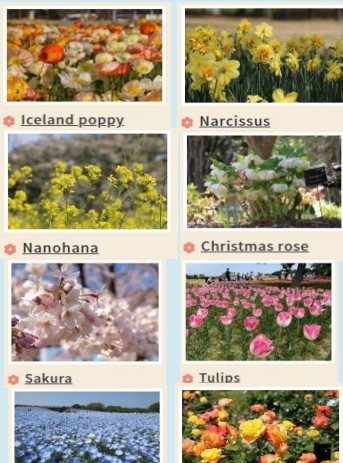 Iceland poppy
Narcissus
Nanohana
Christmas rose
Sakura
Tulips